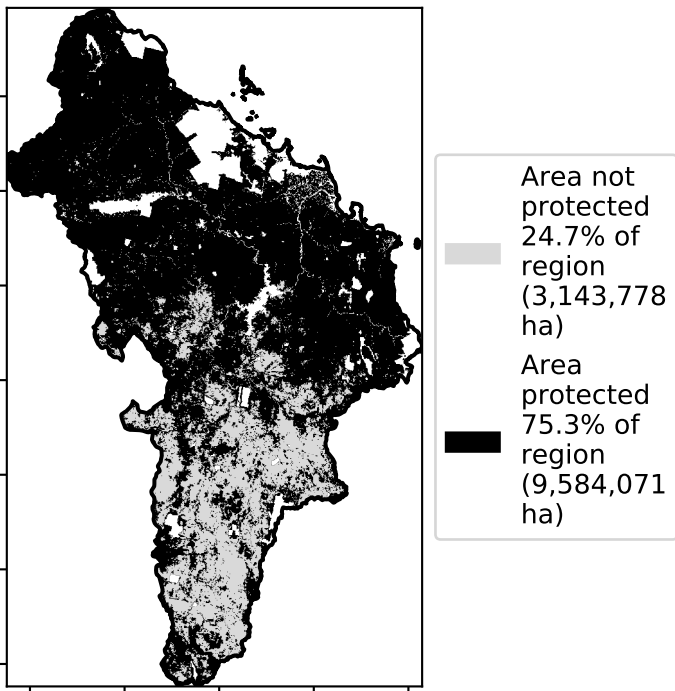 Area not
protected
24.7% of
region
(3,143,778
ha)
Area
protected
75.3% of
region
(9,584,071
ha)